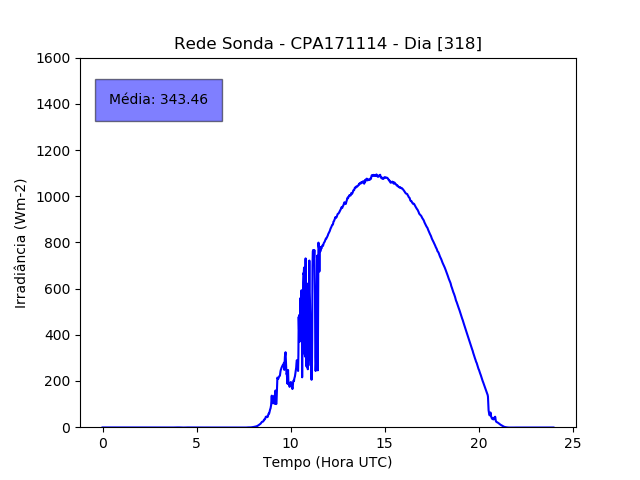 Rede Sonda - CPA171114 - Dia [318]
1600
1400
1200
1000
800
600
400
200
0
Média: 343.46
Irradiância (Wm-2)
0 5 10 15 20 25
Tempo (Hora UTC)